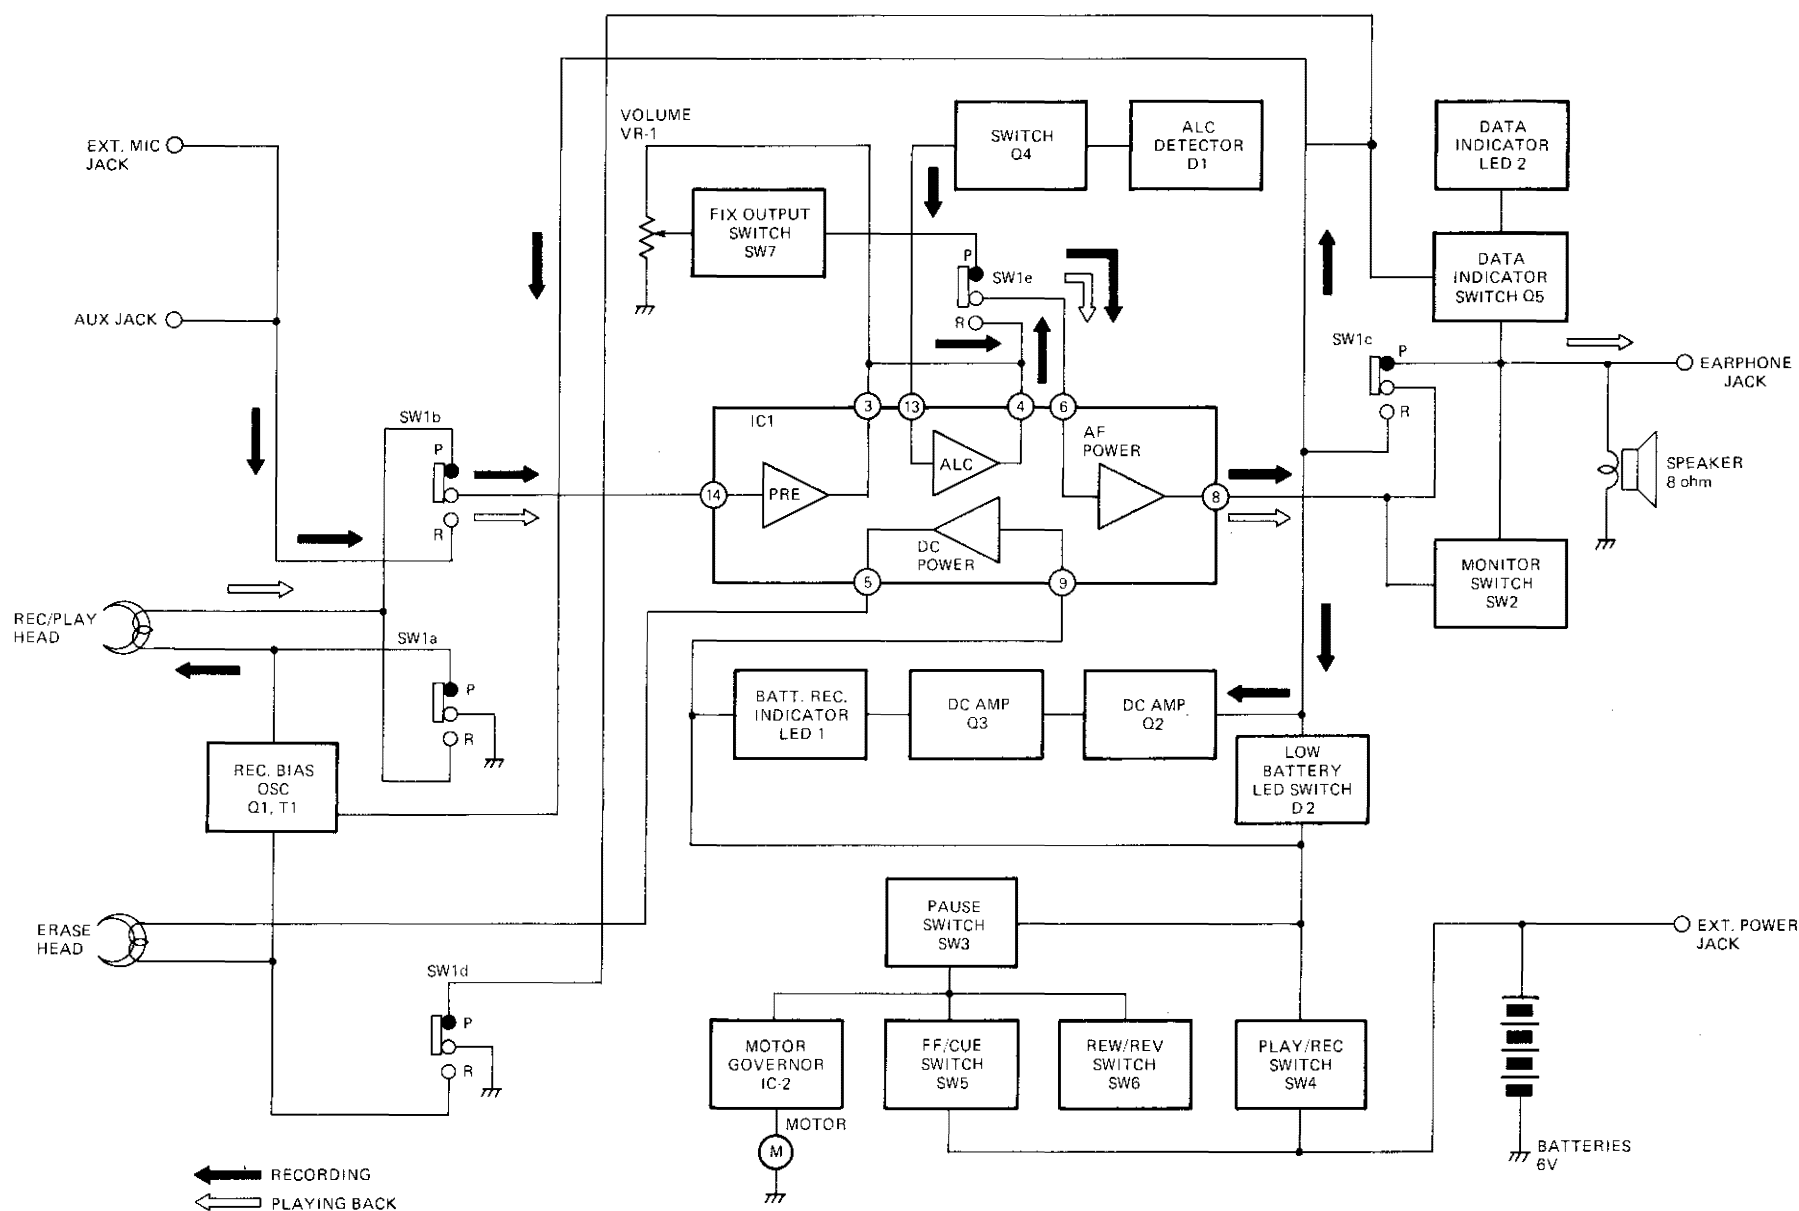 VOLUME
VR-1
SWITCH
Q4
ALC
DETECTOR
D1
DATA
INDICATOR
LED 2
EXT. MIC
JACK
FIX OUTPUT
SWITCH
SW7
P
SW1e
R
DATA
INDICATOR
SWITCH Q5
AUX JACK
SW1c
P
R
EARPHONE
JACK
SW1b
P
R
IC1
3
13
4
6
AF
POWER
ALC
PRE
14
8
DC
POWER
5
9
SPEAKER
8 ohm
MONITOR
SWITCH
SW2
REC/PLAY
HEAD
SW1a
P
R
BATT. REC.
INDICATOR
LED 1
DC AMP
Q3
DC AMP
Q2
LOW
BATTERY
LED SWITCH
D2
REC. BIAS
OSC
Q1, T1
PAUSE
SWITCH
SW3
ERASE
HEAD
EXT. POWER
JACK
SW1d
P
R
MOTOR
GOVERNOR
IC-2
FF/CUE
SWITCH
SW5
REW/REV
SWITCH
SW6
PLAY/REC
SWITCH
SW4
MOTOR
M
BATTERIES
6V
RECORDING
PLAYING BACK